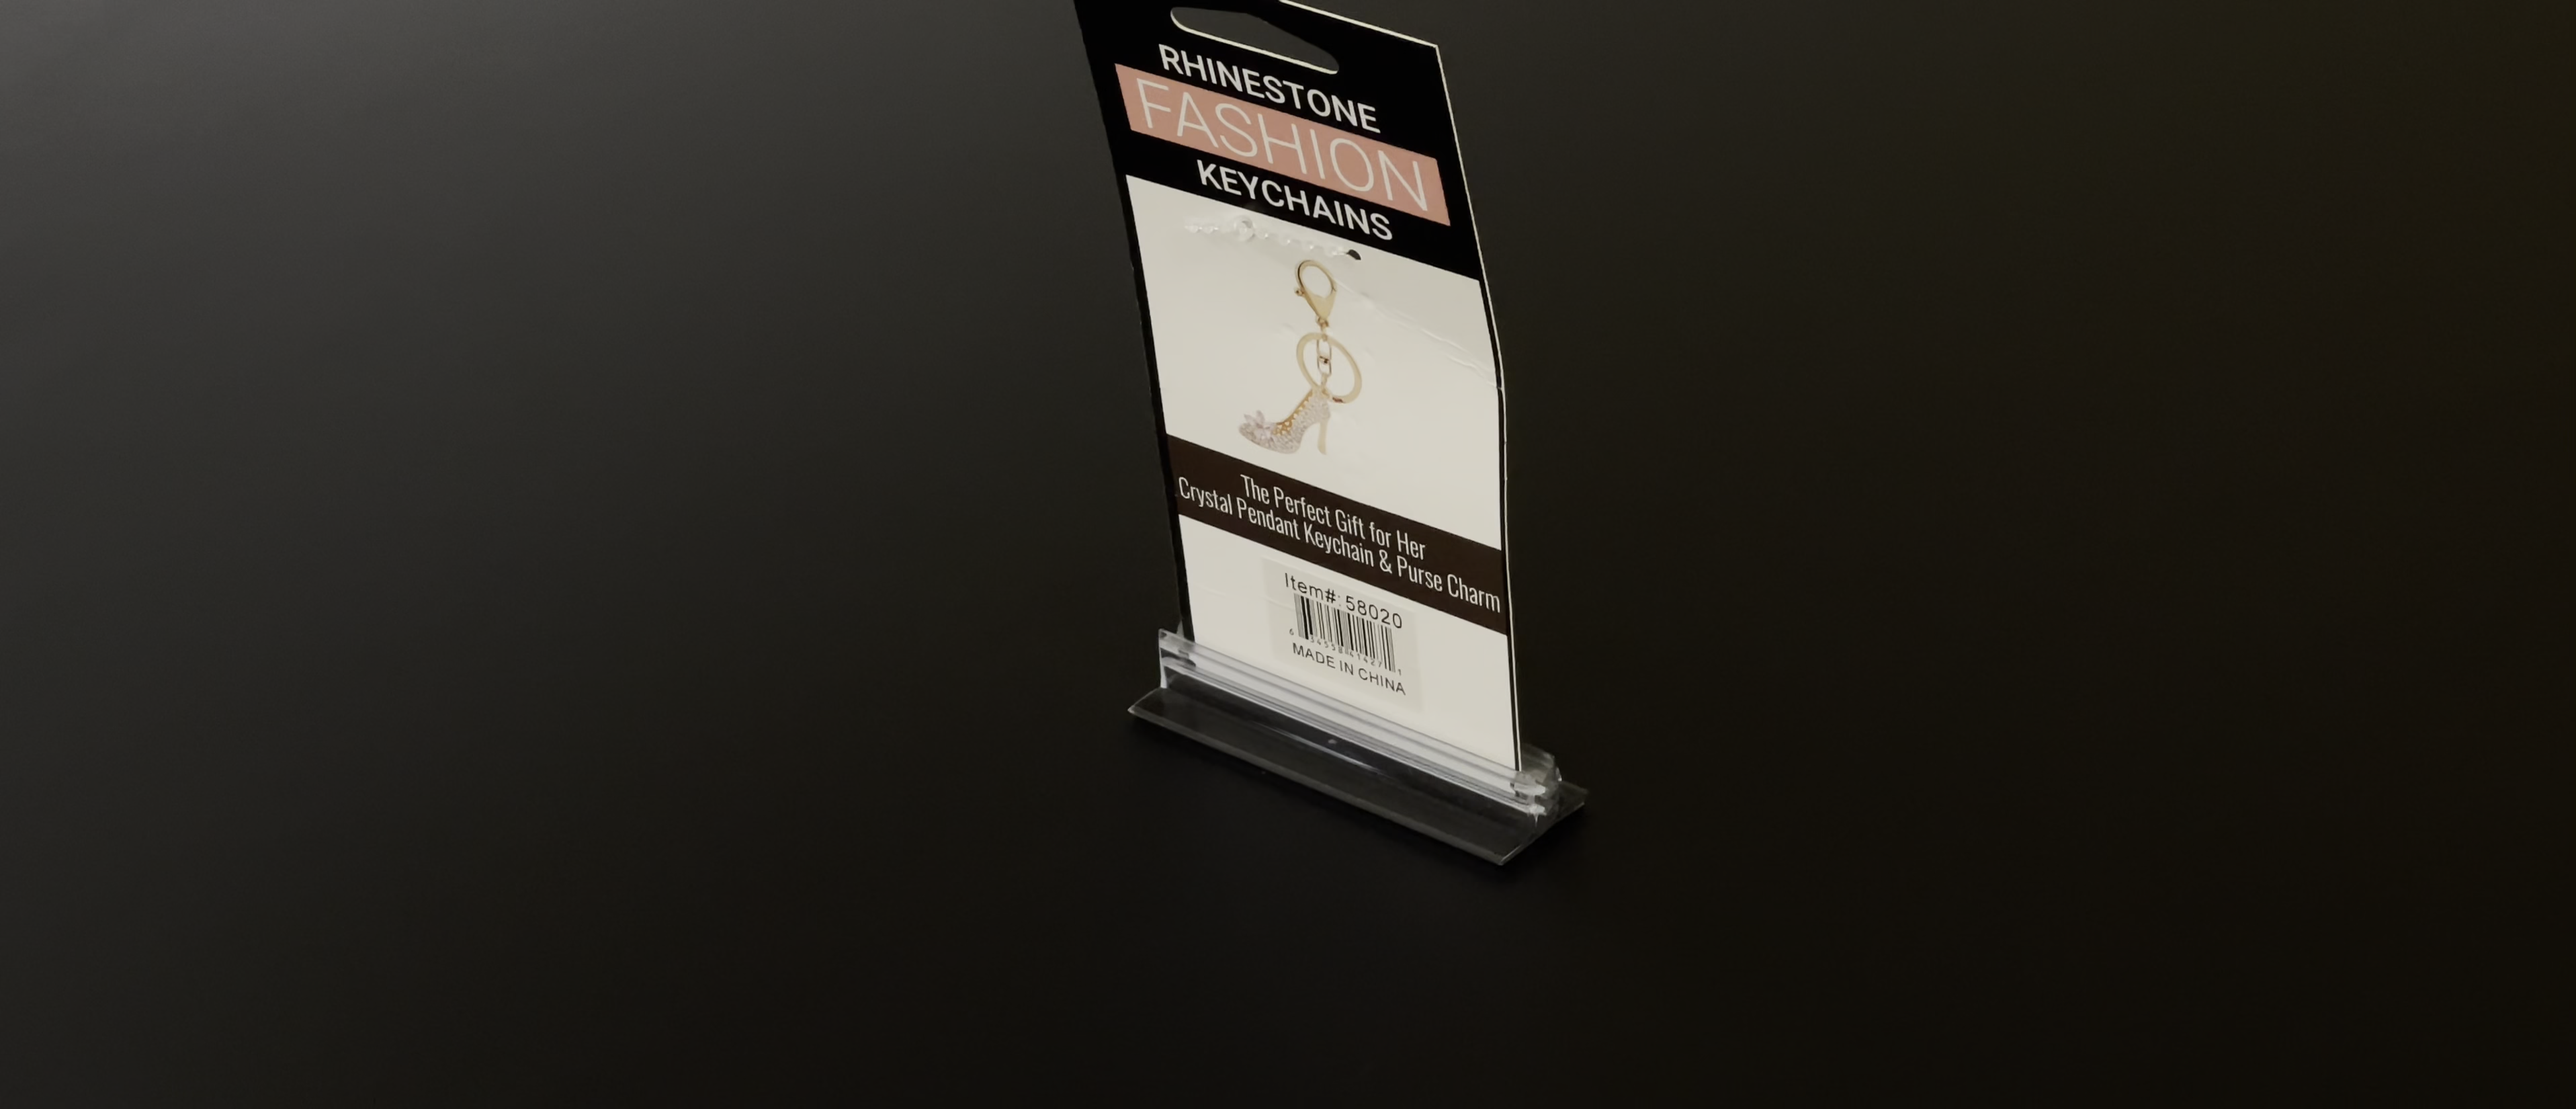 RHINESTONE
FASHION
KEYCHAINS
The Perfect Gift for Her
Crystal Pendant Keychain & Purse Charm
Item#: 58020
MADE IN CHINA